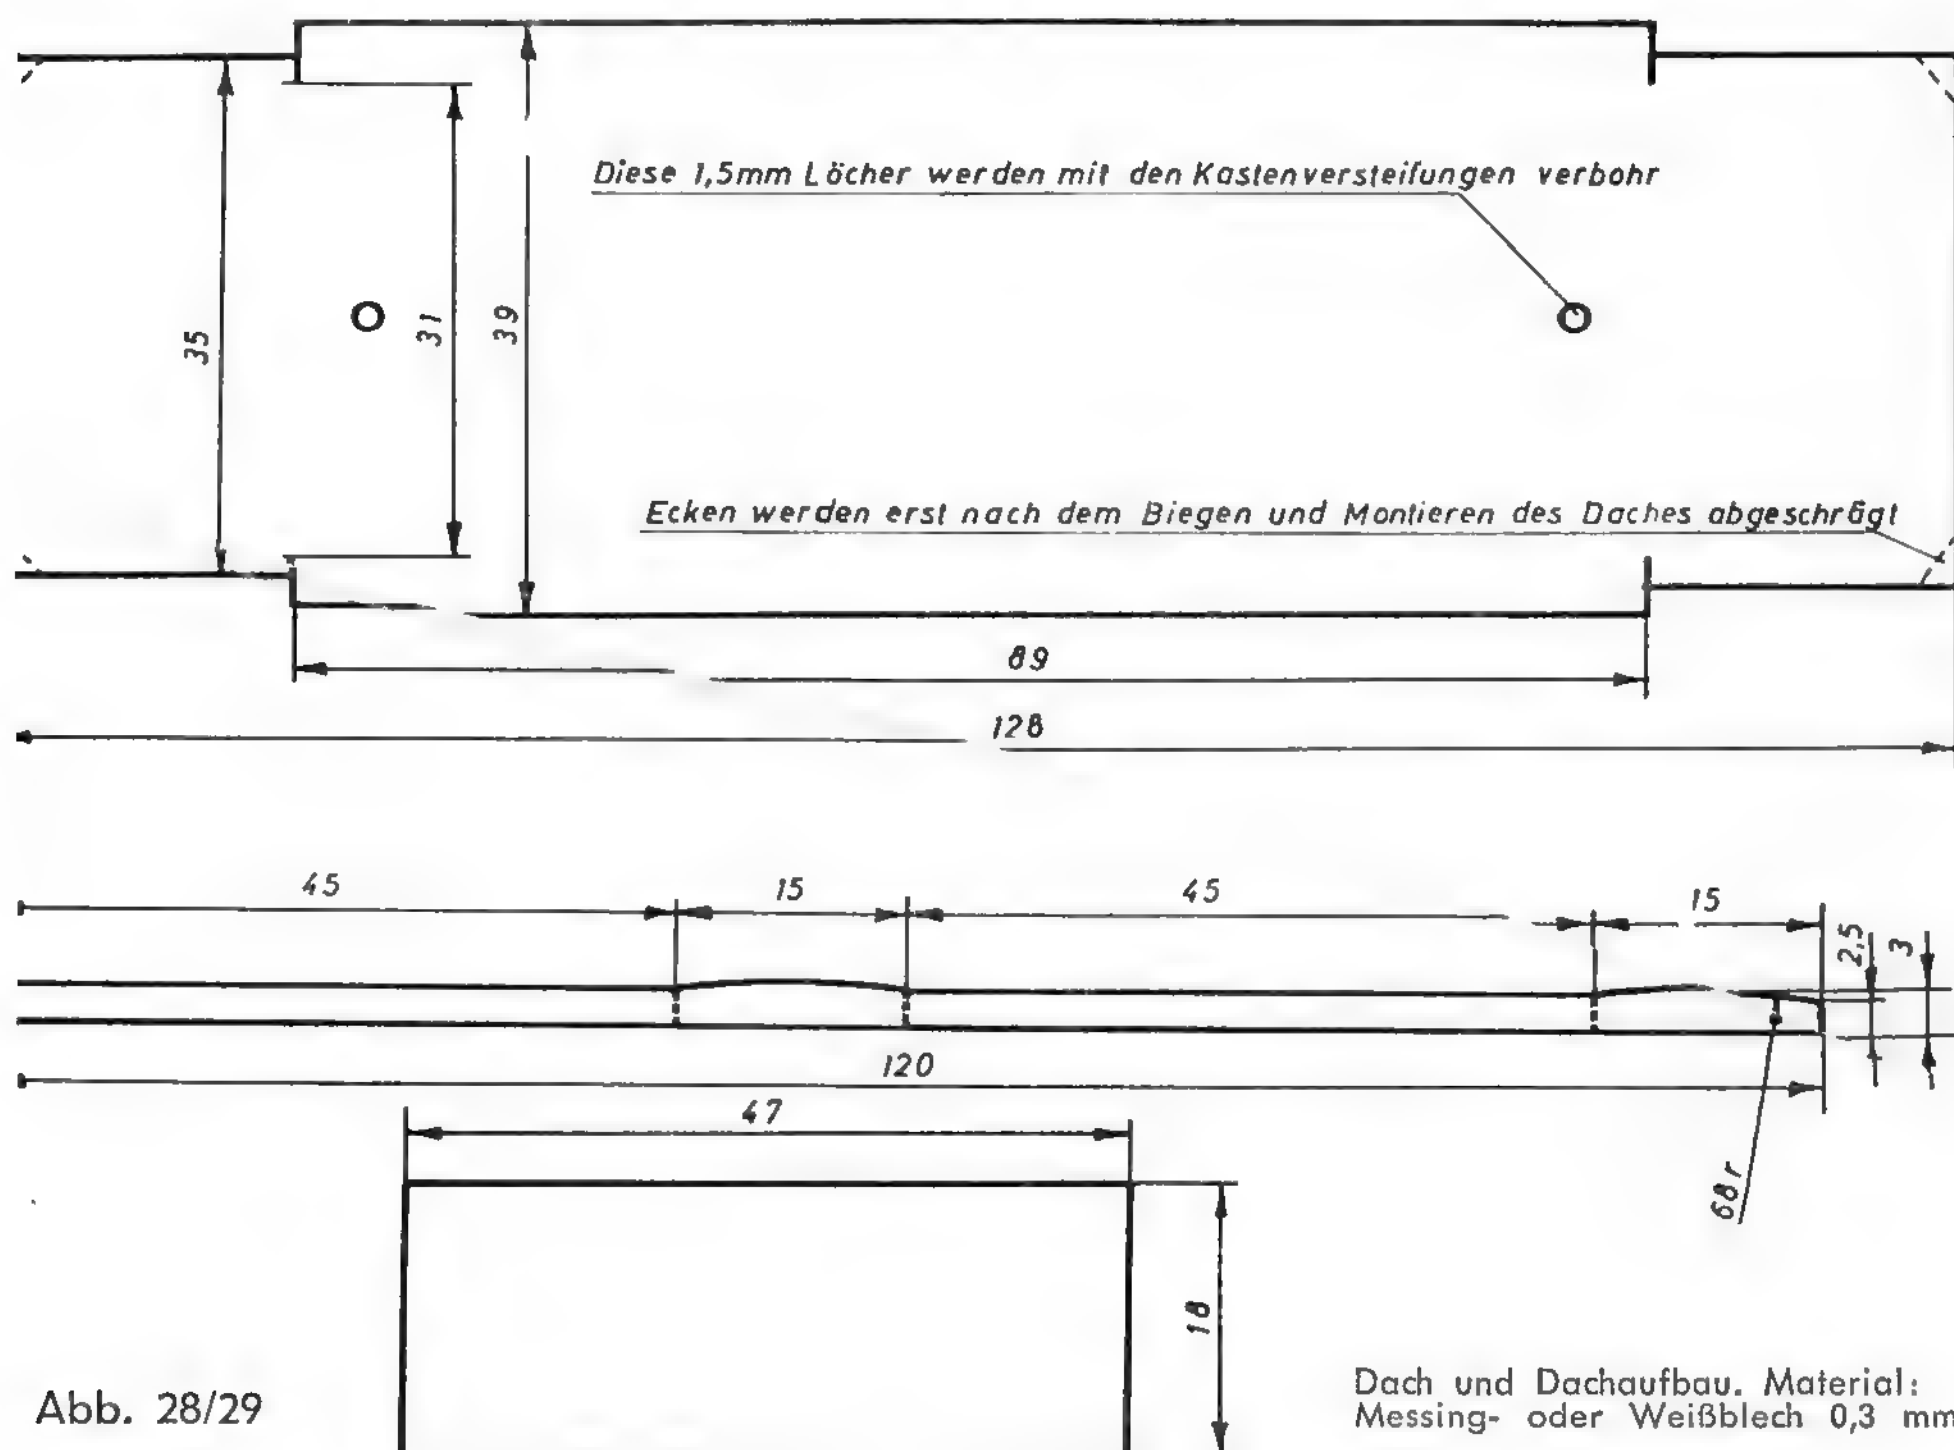 Diese 1,5mm Löcher werden mit den Kastenversteifungen verbohr
35
31
39
Ecken werden erst nach dem Biegen und Montieren des Daches abgeschrägt
89
128
45
15
45
15
2,5
3
120
47
68r
18
Abb. 28/29
Dach und Dachaufbau. Material:
Messing- oder Weißblech 0,3 mm